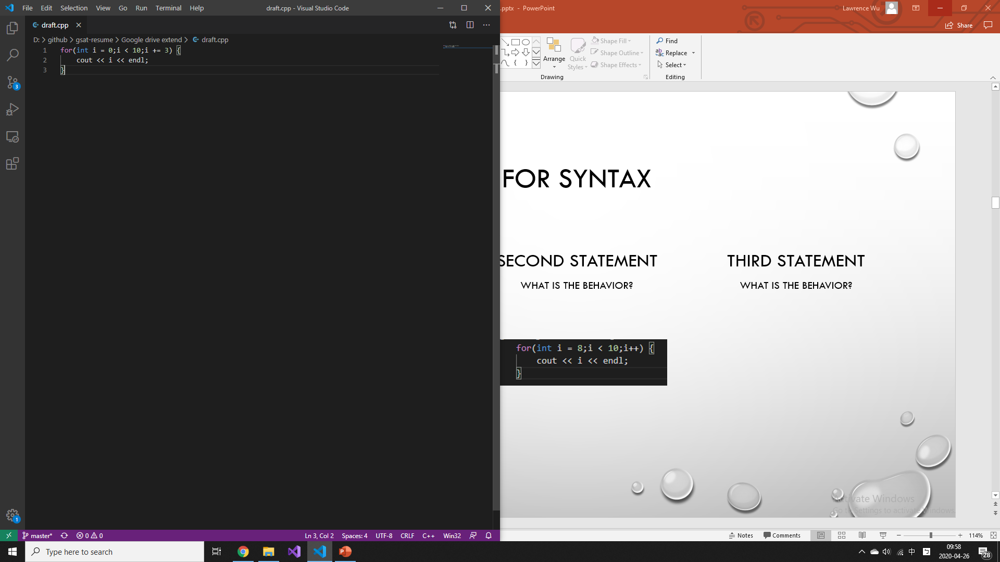 File Edit Selection View Go Run Terminal Help
draft.cpp - Visual Studio Code
draft.cpp
D: > github > gsat-resume > Google drive extend > draft.cpp
1 for(int i = 0;i < 10;i += 3) {
2 cout << i << endl;
3 }
3
1
master*
0 0
Ln 3, Col 2 Spaces: 4 UTF-8 CRLF C++ Win32
.pptx - PowerPoint
Lawrence Wu
Share
Arrange
Quick Styles
Shape Fill
Shape Outline
Shape Effects
Drawing
Find
Replace
Select
Editing
FOR SYNTAX
SECOND STATEMENT
WHAT IS THE BEHAVIOR?
THIRD STATEMENT
WHAT IS THE BEHAVIOR?
for(int i = 8;i < 10;i++) {
cout << i << endl;
}
Activate Windows
Go to Settings to activate Windows.
Notes Comments 114%
Type here to search
中
09:58
2020-04-26
28